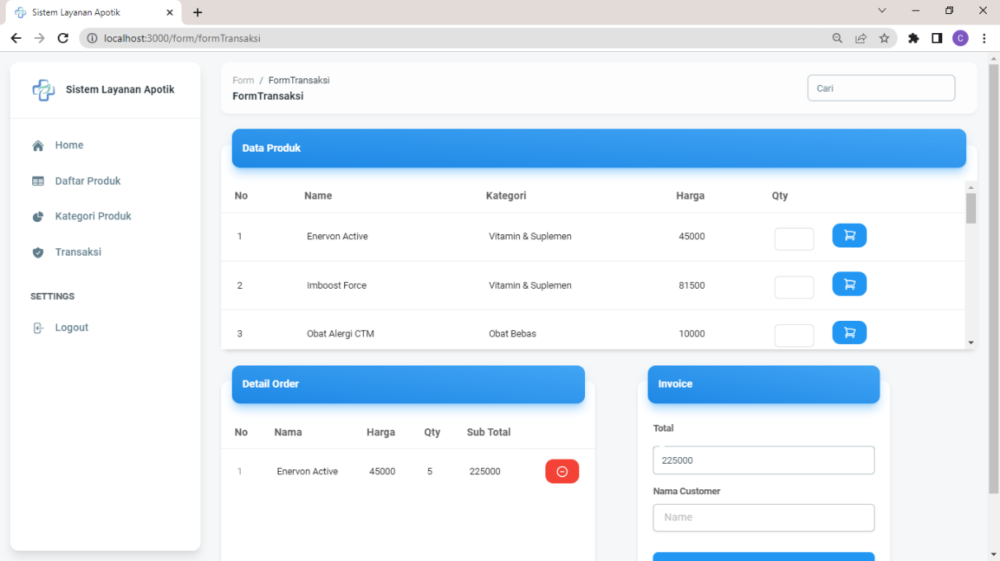 Sistem Layanan Apotik
localhost:3000/form/formTransaksi
C
Sistem Layanan Apotik
Home
Daftar Produk
Kategori Produk
Transaksi
SETTINGS
Logout
Form / FormTransaksi
FormTransaksi
Cari
Data Produk
No Name Kategori Harga Qty
1 Enervon Active Vitamin & Suplemen 45000
2 Imboost Force Vitamin & Suplemen 81500
3 Obat Alergi CTM Obat Bebas 10000
Detail Order
No Nama Harga Qty Sub Total
1 Enervon Active 45000 5 225000
Invoice
Total
225000
Nama Customer
Name